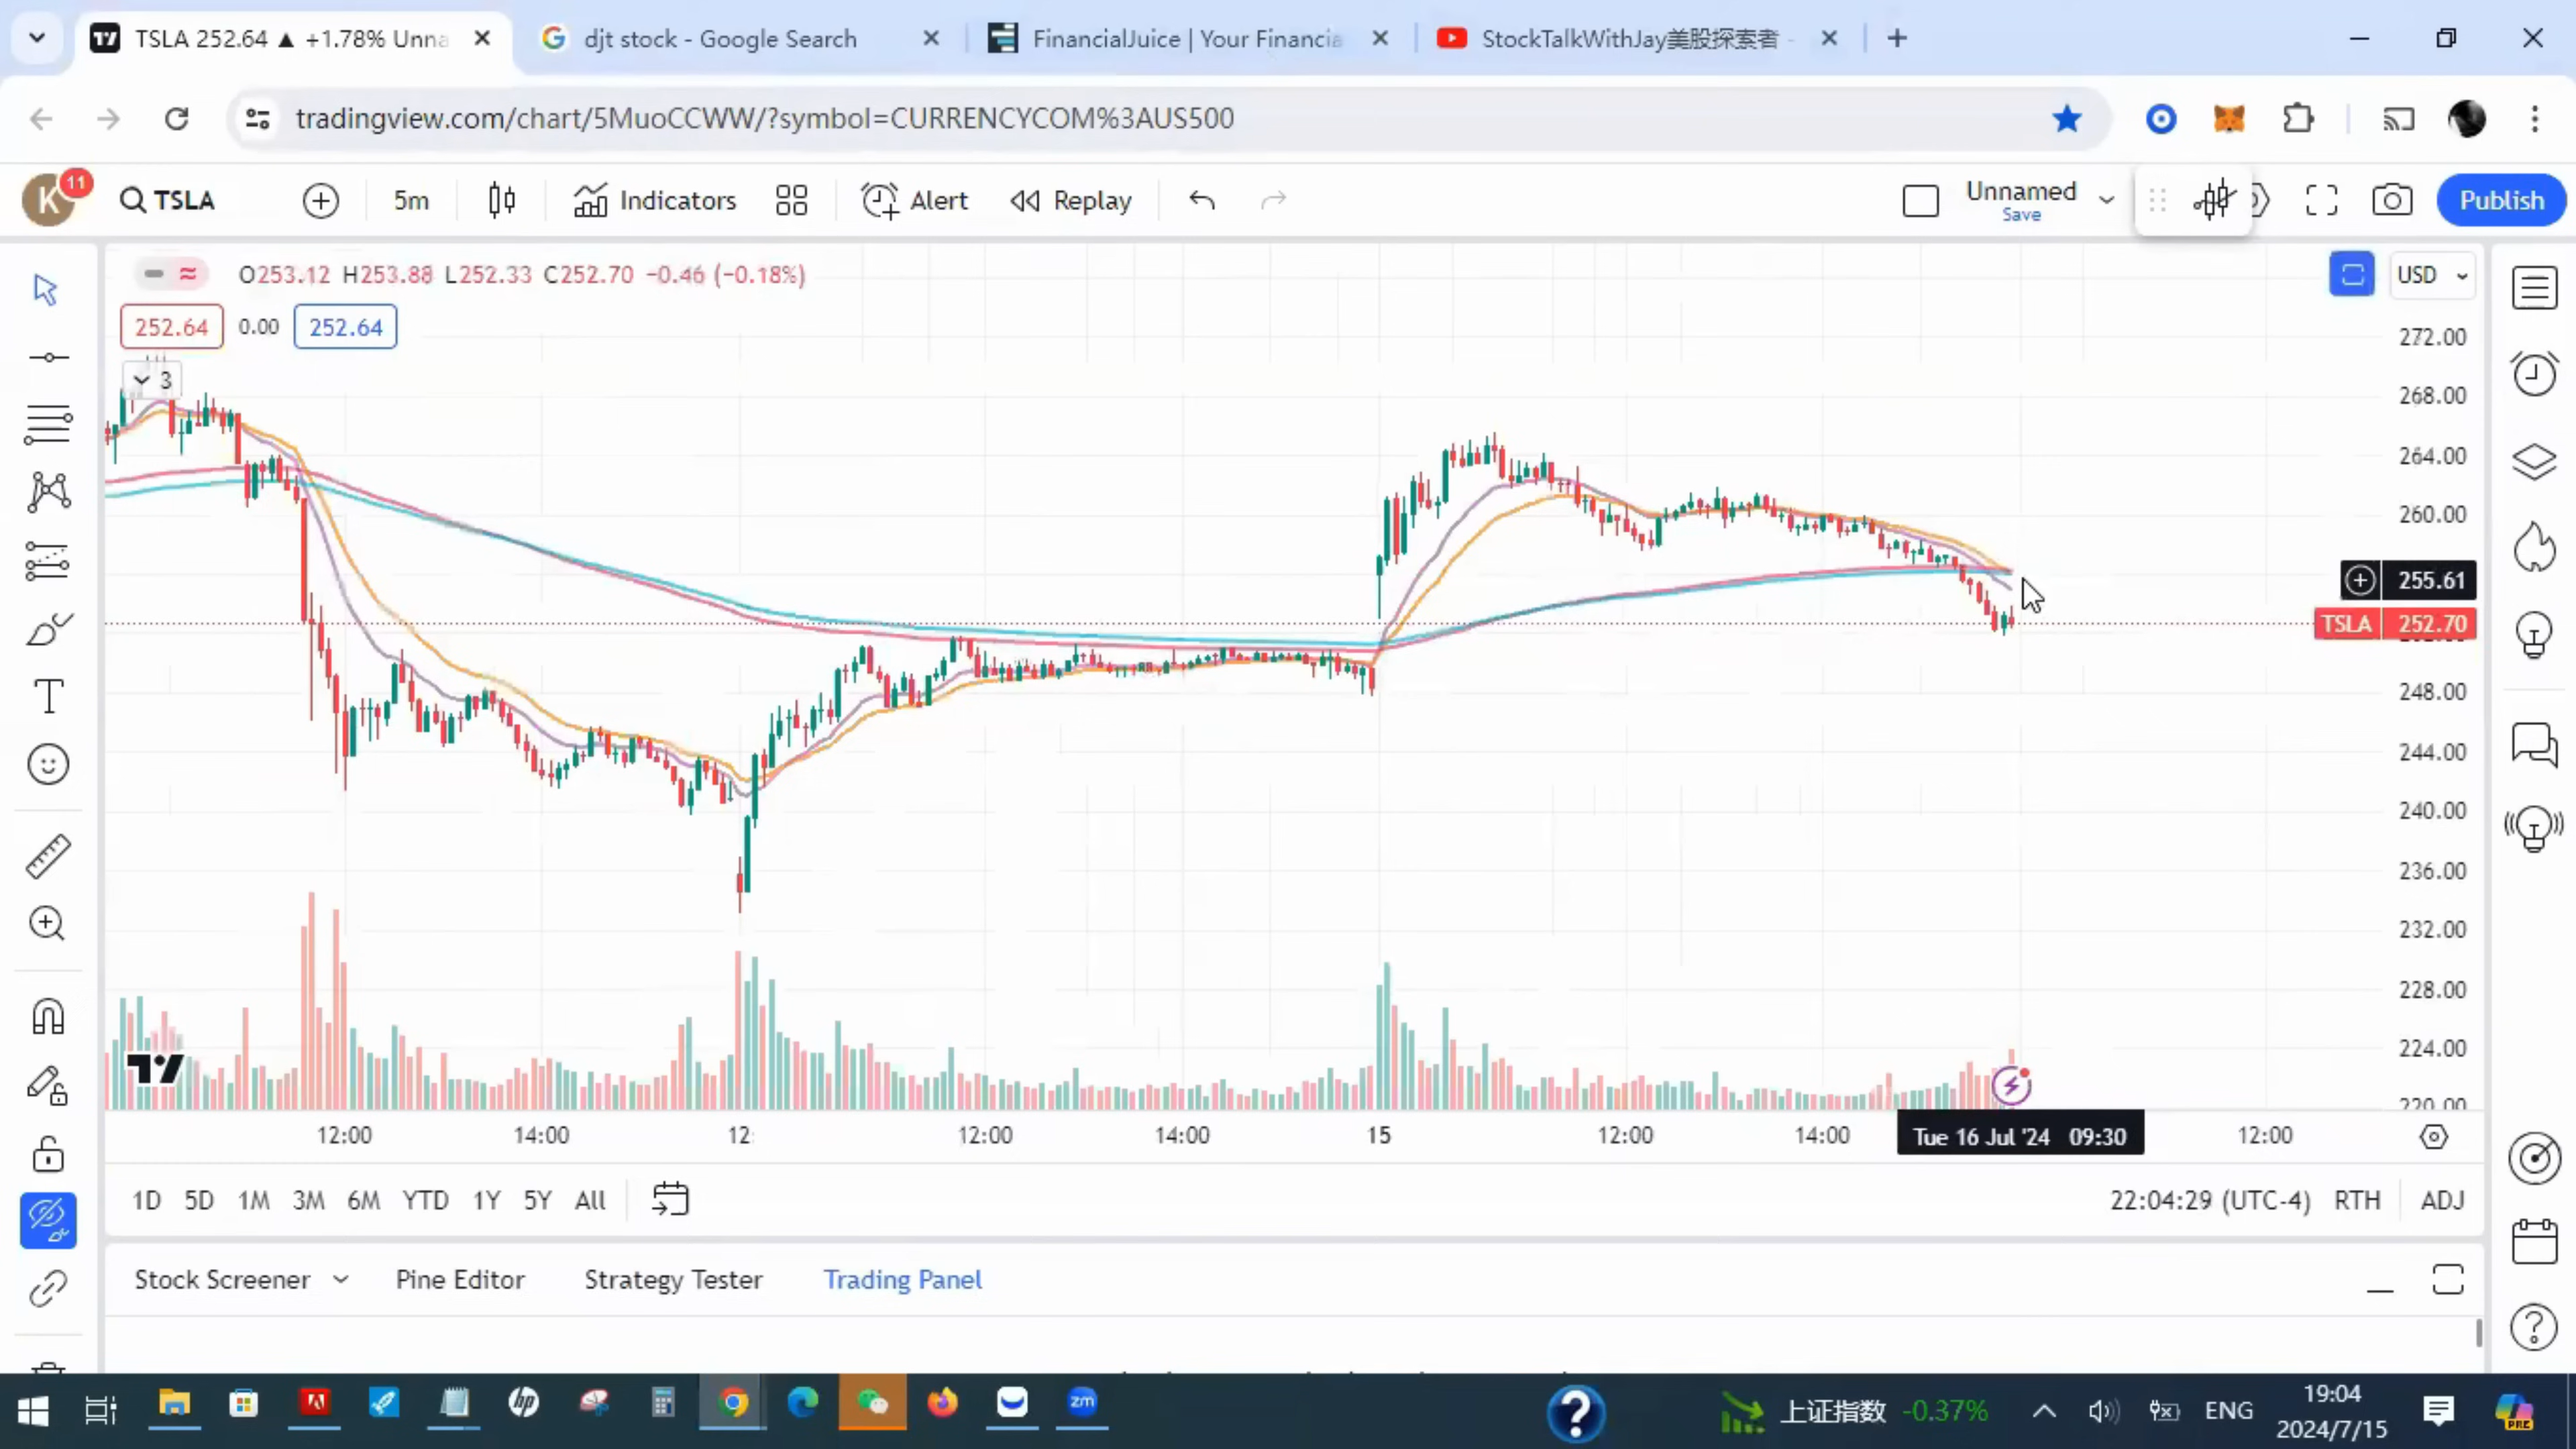 TSLA 252.64 ▲ +1.78% Unna
djt stock - Google Search
FinancialJuice | Your Financia
StockTalkWithJay美股探索者 -
tradingview.com/chart/5MuoCCWW/?symbol=CURRENCYCOM%3AUS500
K 11 TSLA 5m Indicators Alert Replay Unnamed Save Publish
O253.12 H253.88 L252.33 C252.70 −0.46 (−0.18%)
USD
252.64 0.00 252.64
3
272.00
268.00
264.00
260.00
255.61
TSLA 252.70
248.00
244.00
240.00
236.00
232.00
228.00
224.00
220.00
12:00 14:00 12 12:00 14:00 15 12:00 14:00 Tue 16 Jul '24 09:30 12:00
1D 5D 1M 3M 6M YTD 1Y 5Y All 22:04:29 (UTC-4) RTH ADJ
Stock Screener Pine Editor Strategy Tester Trading Panel
hp zm 上证指数 -0.37% ENG 19:04 PRE
2024/7/15